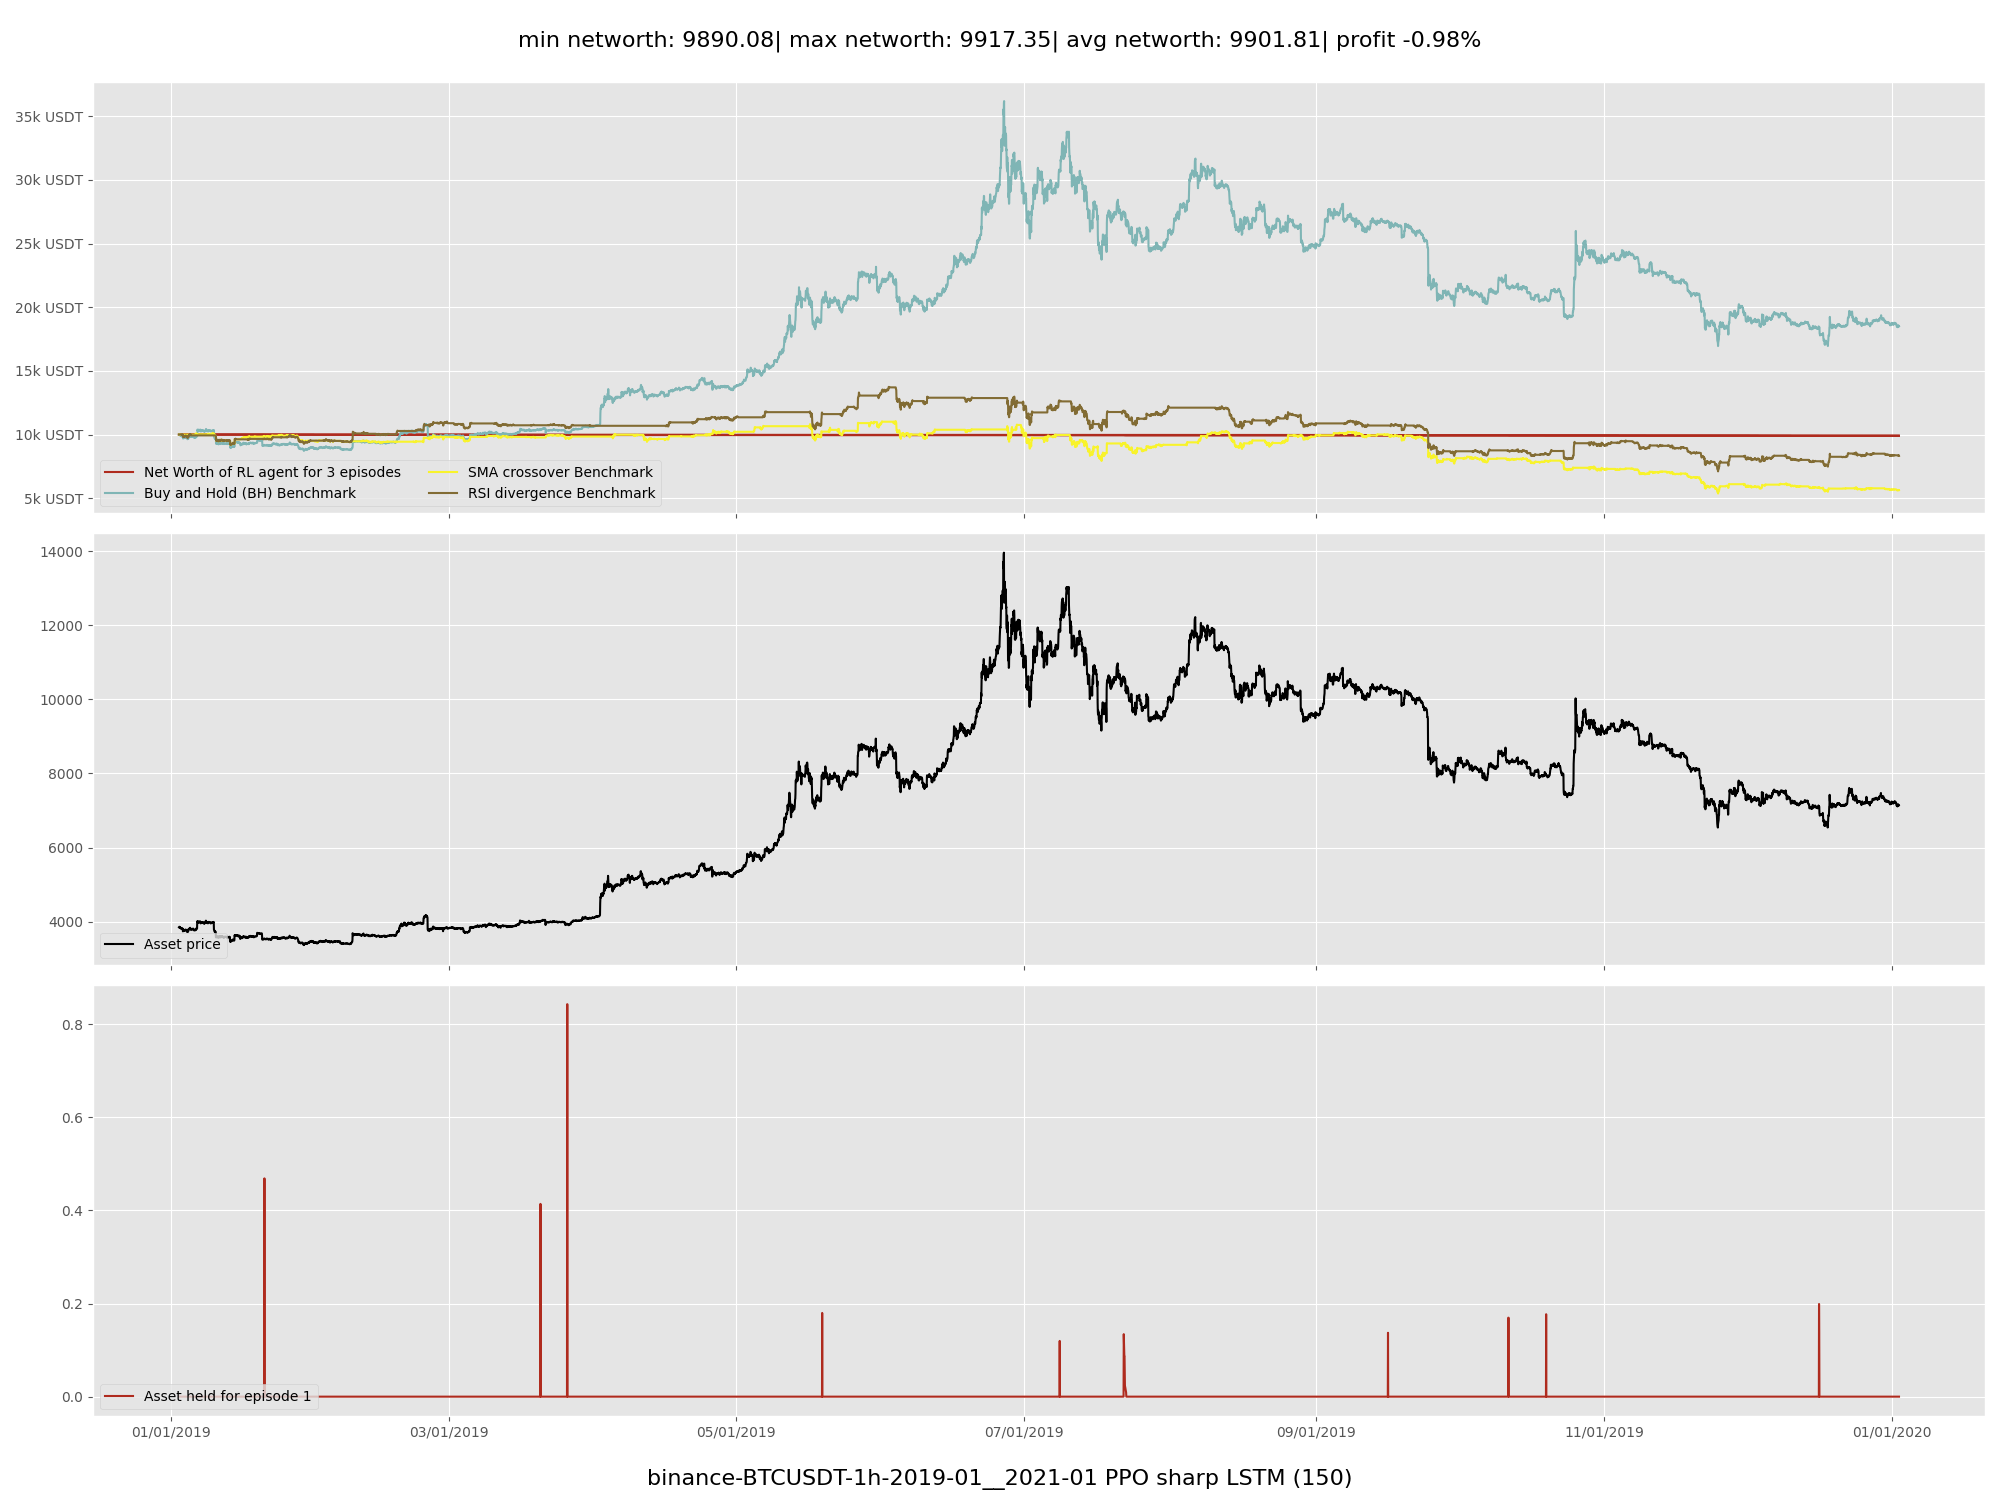 min networth: 9890.08| max networth: 9917.35| avg networth: 9901.81| profit -0.98%
35k USDT
30k USDT
25k USDT
20k USDT
15k USDT
10k USDT
5k USDT
Net Worth of RL agent for 3 episodes
Buy and Hold (BH) Benchmark
SMA crossover Benchmark
RSI divergence Benchmark
14000
12000
10000
8000
6000
4000
Asset price
0.8
0.6
0.4
0.2
0.0
Asset held for episode 1
01/01/2019 03/01/2019 05/01/2019 07/01/2019 09/01/2019 11/01/2019 01/01/2020
binance-BTCUSDT-1h-2019-01__2021-01 PPO sharp LSTM (150)